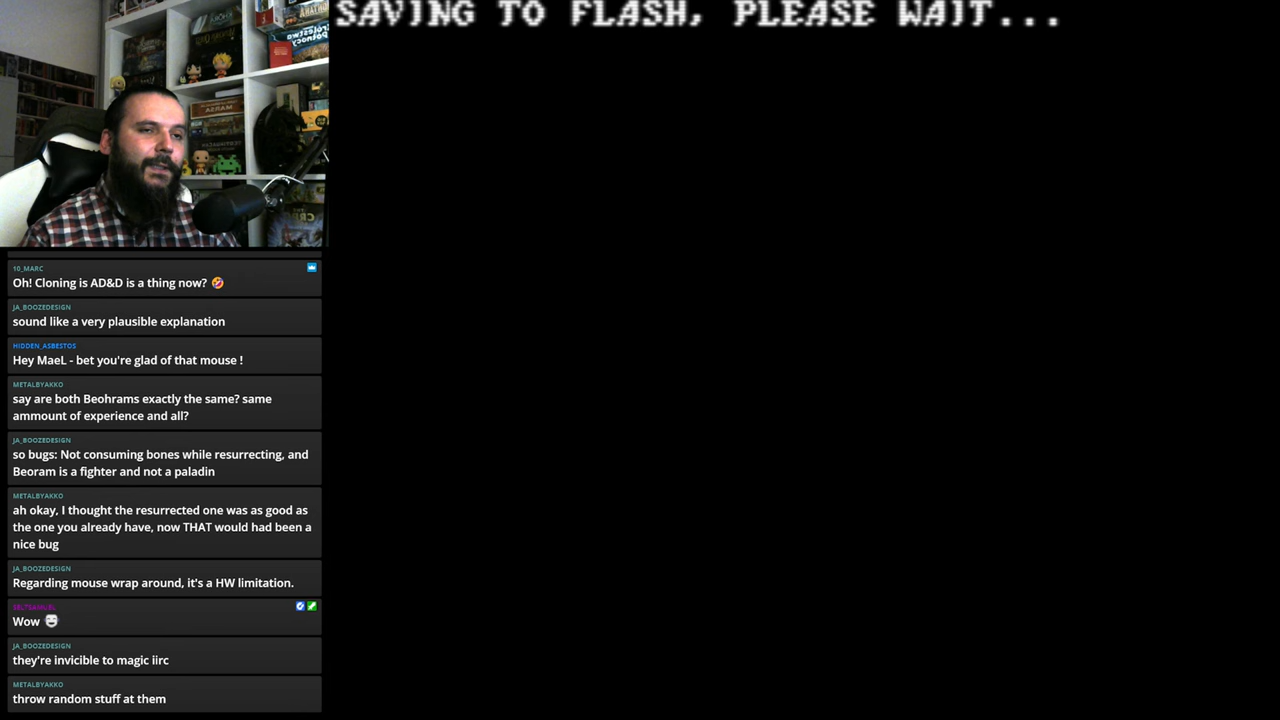 SAVING TO FLASH, PLEASE WAIT...
Królestwa
Północy
MARSA
10_MARC
Oh! Cloning is AD&D is a thing now? 🤣
JA_BOOZEDESIGN
sound like a very plausible explanation
HIDDEN_ASBESTOS
Hey MaeL - bet you're glad of that mouse !
METALBYAKKO
say are both Beohrams exactly the same? same
ammount of experience and all?
JA_BOOZEDESIGN
so bugs: Not consuming bones while resurrecting, and
Beoram is a fighter and not a paladin
METALBYAKKO
ah okay, I thought the resurrected one was as good as
the one you already have, now THAT would had been a
nice bug
JA_BOOZEDESIGN
Regarding mouse wrap around, it's a HW limitation.
SELTSAMUEL
Wow
JA_BOOZEDESIGN
they're invicible to magic iirc
METALBYAKKO
throw random stuff at them